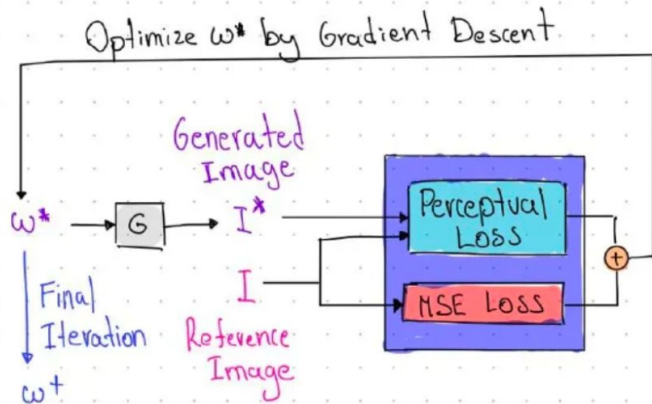 Optimize w* by Gradient Descent
Generated
Image
w*
G
I*
Perceptual
Loss
+
I
MSE Loss
Final
Iteration
Reference
Image
w+